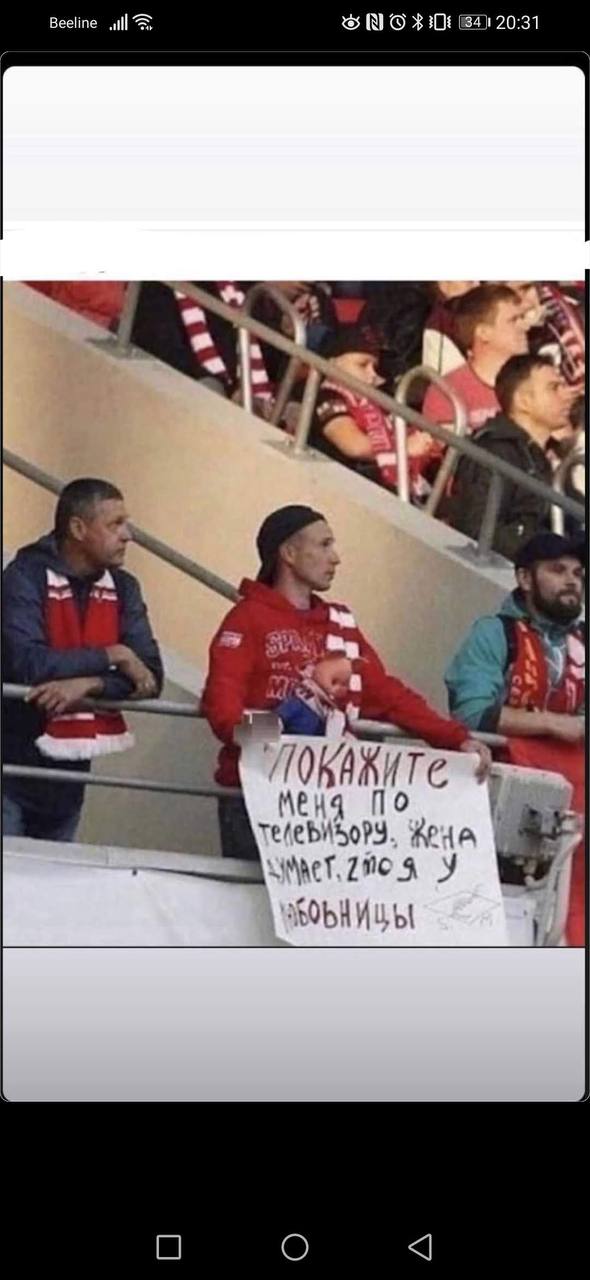 Beeline 34 20:31
ПОКАЖИТЕ
МЕНЯ ПО
ТЕЛЕВИЗОРУ, ЖЕНА
ДУМАЕТ, ЧТО Я У
ЛЮБОВНИЦЫ